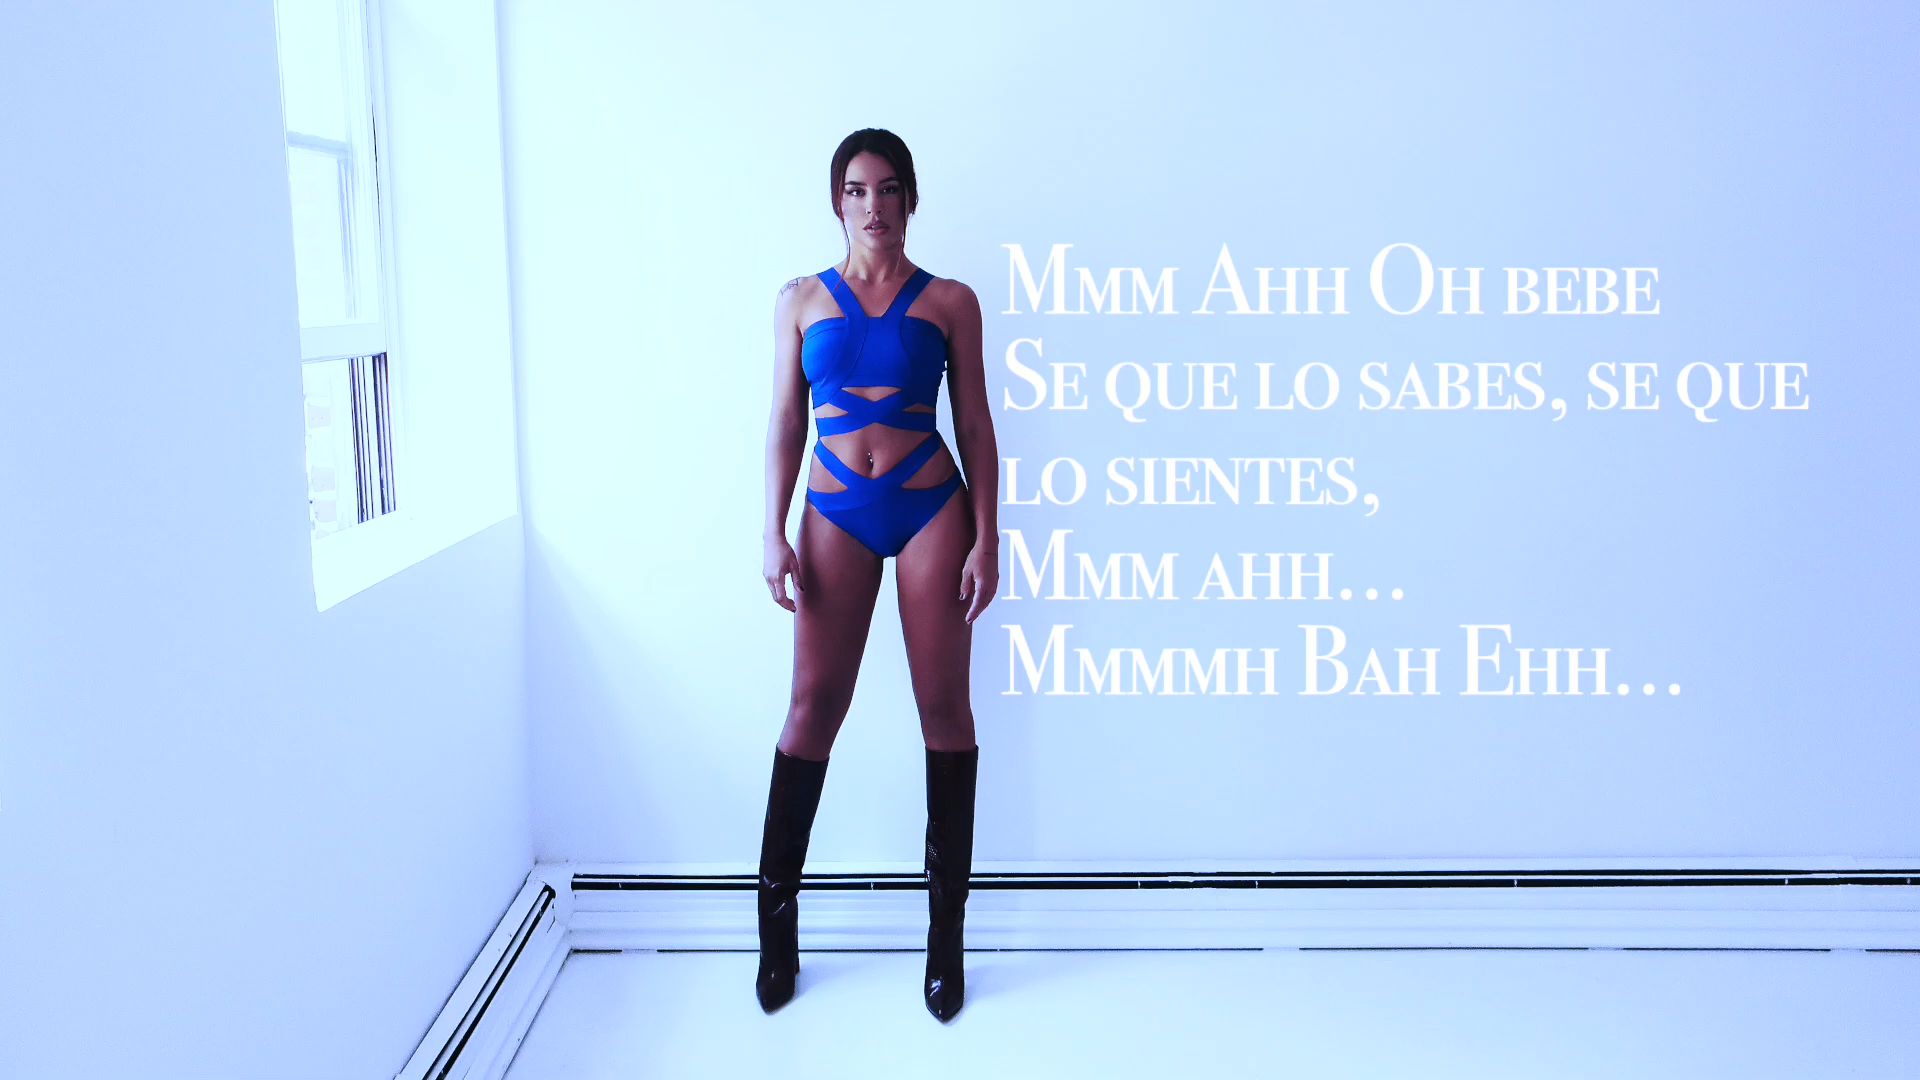 Mmm Ahh Oh bebe
Se que lo sabes, se que
lo sientes,
Mmm ahh...
Mmmmh Bah Ehh...